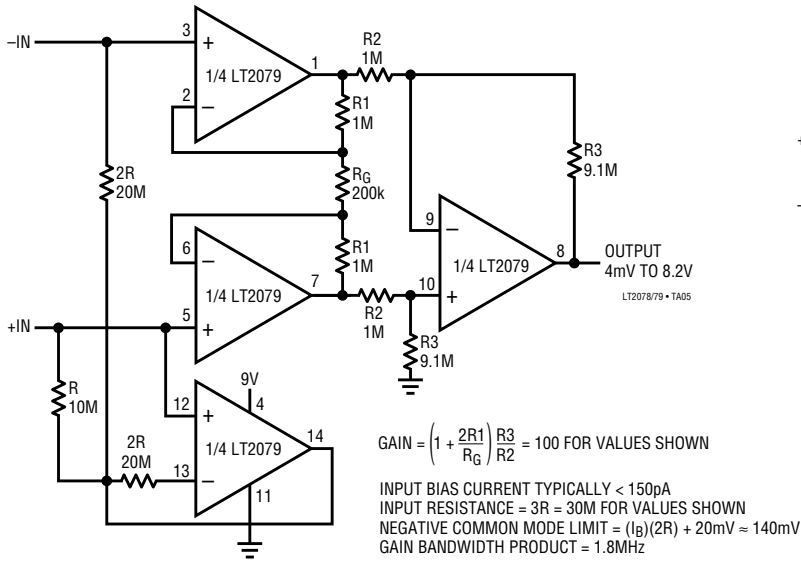 –IN
3
+
1/4 LT2079
1
2
–
R2
1M
R1
1M
2R
20M
RG
200k
R3
9.1M
6
–
1/4 LT2079
7
5
+
R1
1M
9
–
1/4 LT2079
8
10
+
OUTPUT
4mV TO 8.2V
LT2078/79 • TA05
R2
1M
R3
9.1M
+IN
R
10M
9V
4
12
+
1/4 LT2079
14
2R
20M
13
–
11
GAIN = (1 + 2R1/RG) R3/R2 = 100 FOR VALUES SHOWN
INPUT BIAS CURRENT TYPICALLY < 150pA
INPUT RESISTANCE = 3R = 30M FOR VALUES SHOWN
NEGATIVE COMMON MODE LIMIT = (IB)(2R) + 20mV ≈ 140mV
GAIN BANDWIDTH PRODUCT = 1.8MHz
+
–